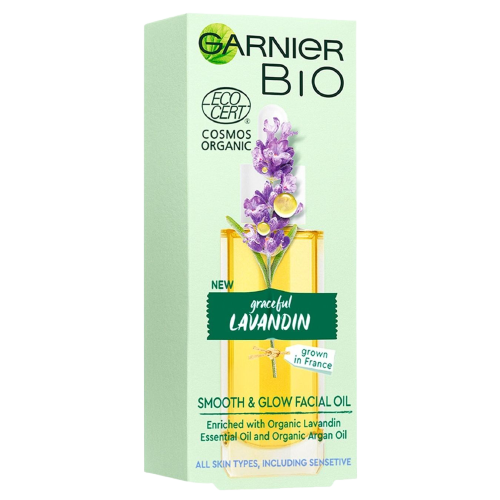 GARNIER
BIO
ECO
CERT
®
COSMOS
ORGANIC
NEW
graceful
LAVANDIN
grown
in France
SMOOTH & GLOW FACIAL OIL
Enriched with Organic Lavandin
Essential Oil and Organic Argan Oil
ALL SKIN TYPES, INCLUDING SENSETIVE